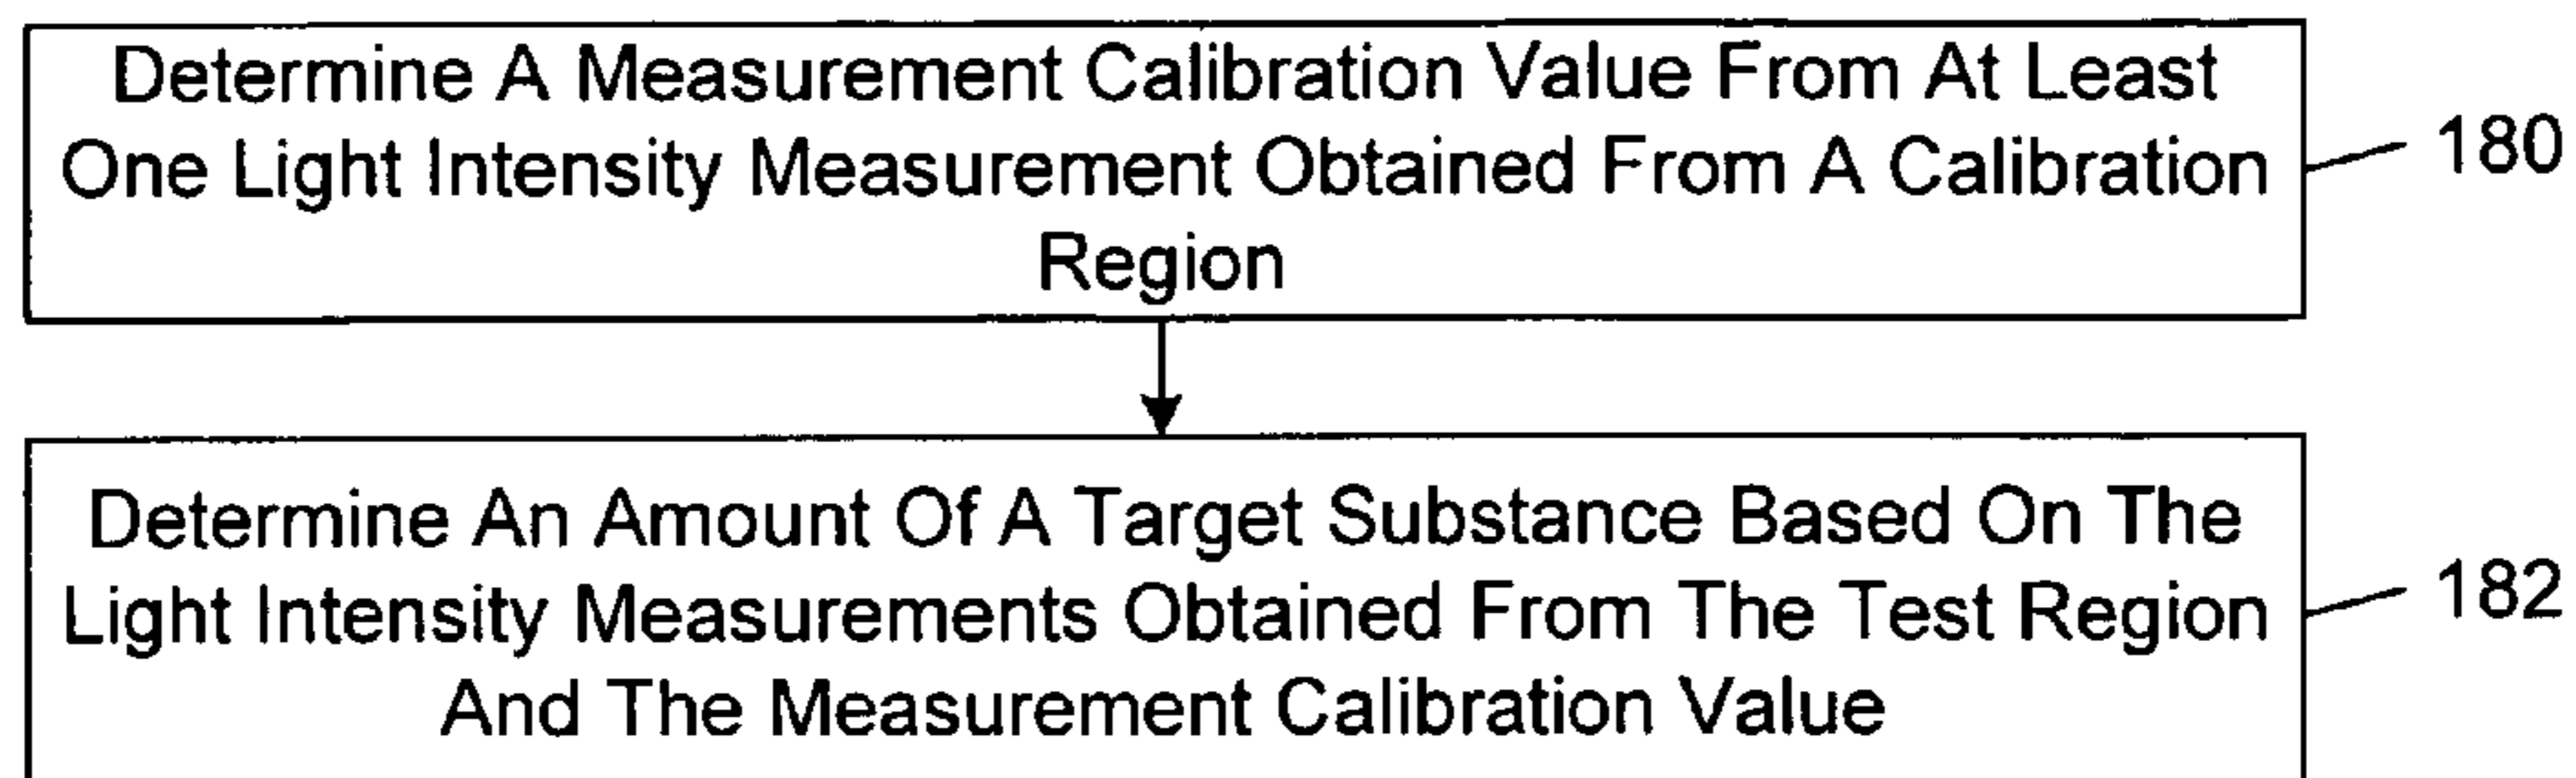 Determine A Measurement Calibration Value From At Least
One Light Intensity Measurement Obtained From A Calibration
Region
180
Determine An Amount Of A Target Substance Based On The
Light Intensity Measurements Obtained From The Test Region
And The Measurement Calibration Value
182